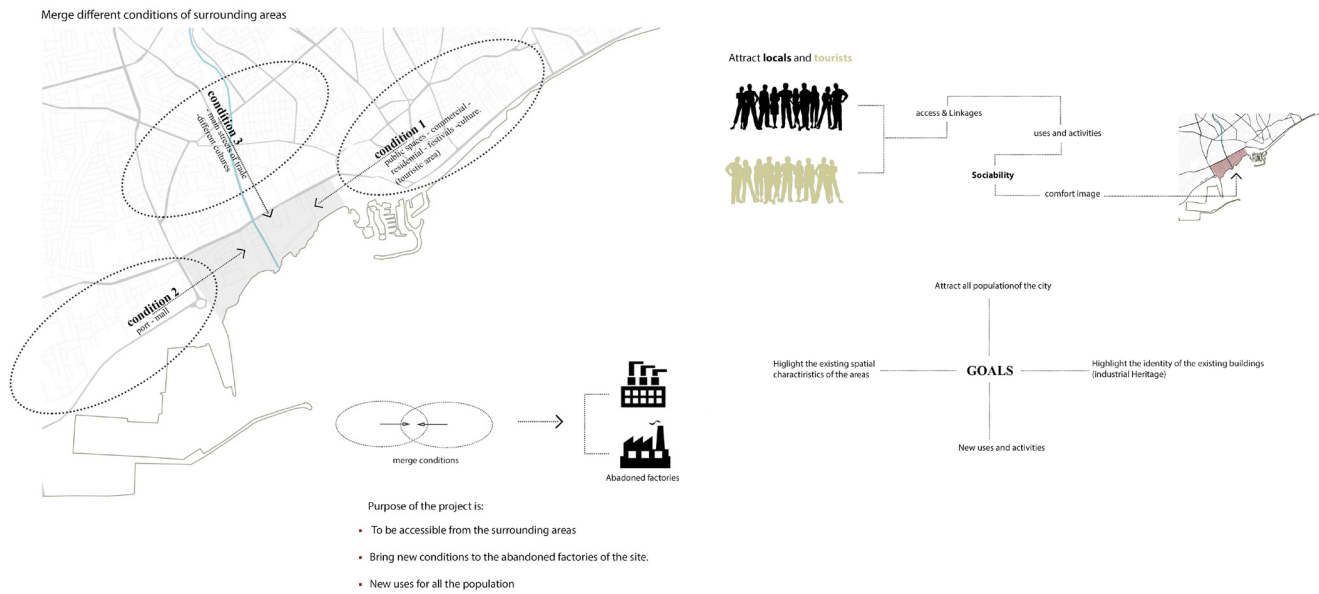 Merge different conditions of surrounding areas
condition 3
- main streets of trade
-different cultures
condition 1
public spaces - commercial -
residential - festivals -culture.
(touristic area)
condition 2
port - mall
merge conditions
Abadoned factories
Purpose of the project is:
To be accessible from the surrounding areas
Bring new conditions to the abandoned factories of the site.
New uses for all the population
Attract locals and tourists
access & Linkages
uses and activities
Sociability
comfort image
Attract all populationof the city
Higlight the existing spatial
charactiristics of the areas
GOALS
Highlight the identity of the existing buildings
(industrial Heritage)
New uses and activities